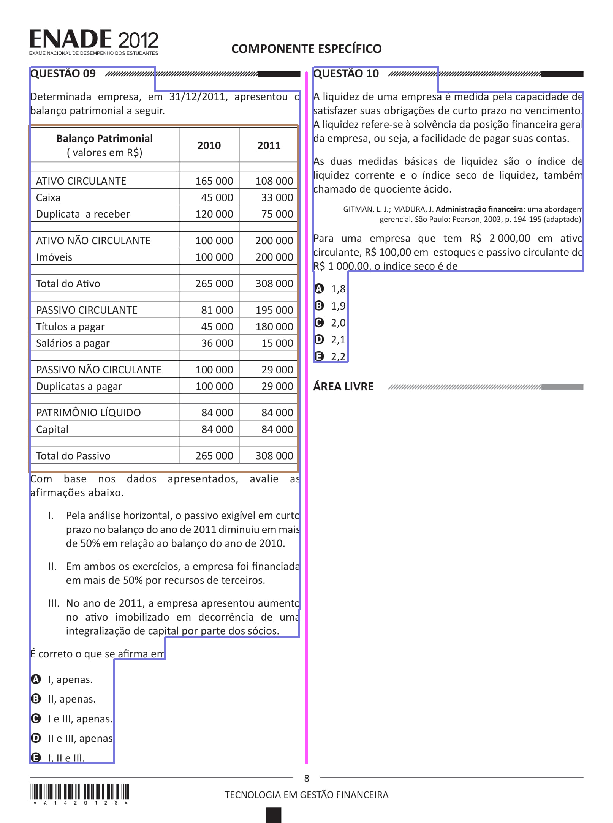 ENADE 2012
EXAME NACIONAL DE DESEMPENHO DOS ESTUDANTES
COMPONENTE ESPECÍFICO
QUESTÃO 09
Determinada empresa, em 31/12/2011, apresentou o
balanço patrimonial a seguir.
Balanço Patrimonial
( valores em R$)
2010
2011
ATIVO CIRCULANTE 165 000 108 000
Caixa 45 000 33 000
Duplicata a receber 120 000 75 000
ATIVO NÃO CIRCULANTE 100 000 200 000
Imóveis 100 000 200 000
Total do Ativo 265 000 308 000
PASSIVO CIRCULANTE 81 000 195 000
Títulos a pagar 45 000 180 000
Salários a pagar 36 000 15 000
PASSIVO NÃO CIRCULANTE 100 000 29 000
Duplicatas a pagar 100 000 29 000
PATRIMÔNIO LÍQUIDO 84 000 84 000
Capital 84 000 84 000
Total do Passivo 265 000 308 000
Com base nos dados apresentados, avalie as
afirmações abaixo.
I. Pela análise horizontal, o passivo exigível em curto
prazo no balanço do ano de 2011 diminuiu em mais
de 50% em relação ao balanço do ano de 2010.
II. Em ambos os exercícios, a empresa foi financiada
em mais de 50% por recursos de terceiros.
III. No ano de 2011, a empresa apresentou aumento
no ativo imobilizado em decorrência de uma
integralização de capital por parte dos sócios.
É correto o que se afirma em
A I, apenas.
B II, apenas.
C I e III, apenas.
D II e III, apenas
E I, II e III.
QUESTÃO 10
A liquidez de uma empresa é medida pela capacidade de
satisfazer suas obrigações de curto prazo no vencimento.
A liquidez refere-se à solvência da posição financeira geral
da empresa, ou seja, a facilidade de pagar suas contas.
As duas medidas básicas de liquidez são o índice de
liquidez corrente e o índice seco de liquidez, também
chamado de quociente ácido.
GITMAN, L. J.; MADURA, J. Administração financeira: uma abordagem
gerencial. São Paulo: Pearson, 2003, p. 194-195 (adaptado).
Para uma empresa que tem R$ 2 000,00 em ativo
circulante, R$ 100,00 em estoques e passivo circulante de
R$ 1 000,00, o índice seco é de
A 1,8
B 1,9
C 2,0
D 2,1
E 2,2
ÁREA LIVRE
8
TECNOLOGIA EM GESTÃO FINANCEIRA